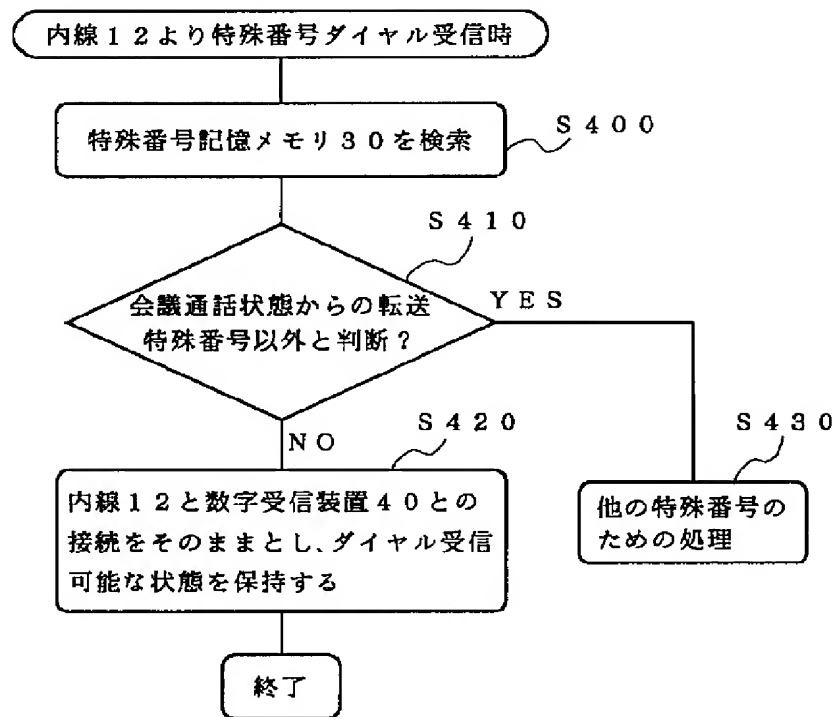 内線12より特殊番号ダイヤル受信時
特殊番号記憶メモリ30を検索
S400
S410
会議通話状態からの転送
特殊番号以外と判断?
YES
NO
S420
S430
内線12と数字受信装置40との
接続をそのままとし、ダイヤル受信
可能な状態を保持する
他の特殊番号の
ための処理
終了